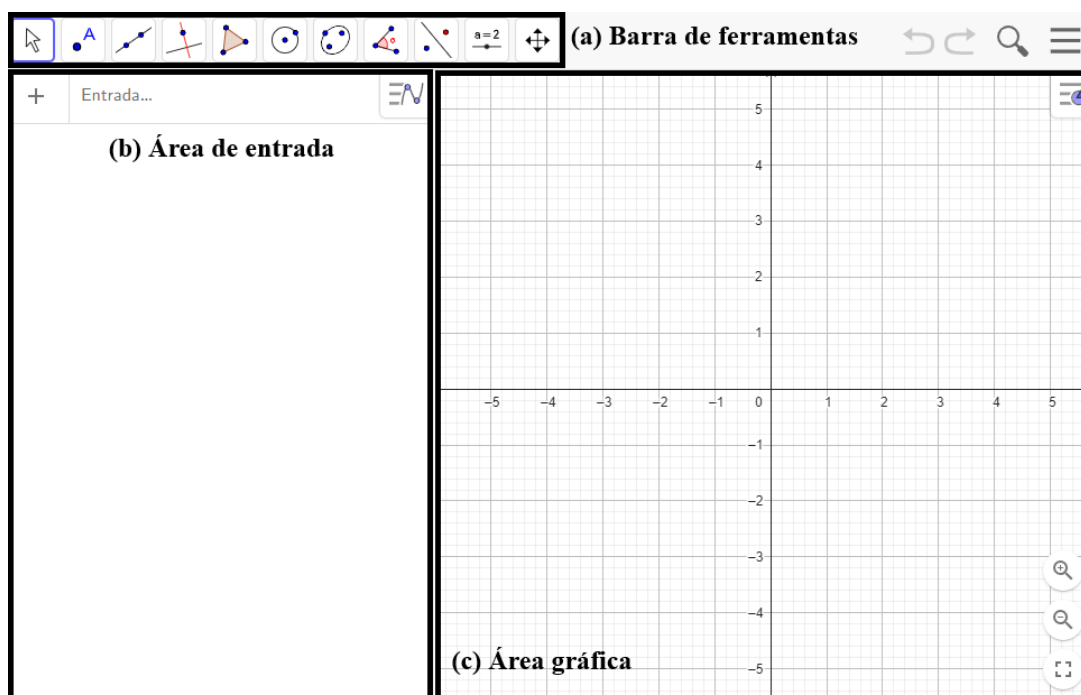 A
a=2
(a) Barra de ferramentas
+ Entrada...
(b) Área de entrada
5
4
3
2
1
–5 –4 –3 –2 –1 0 1 2 3 4 5
–1
–2
–3
–4
–5
(c) Área gráfica